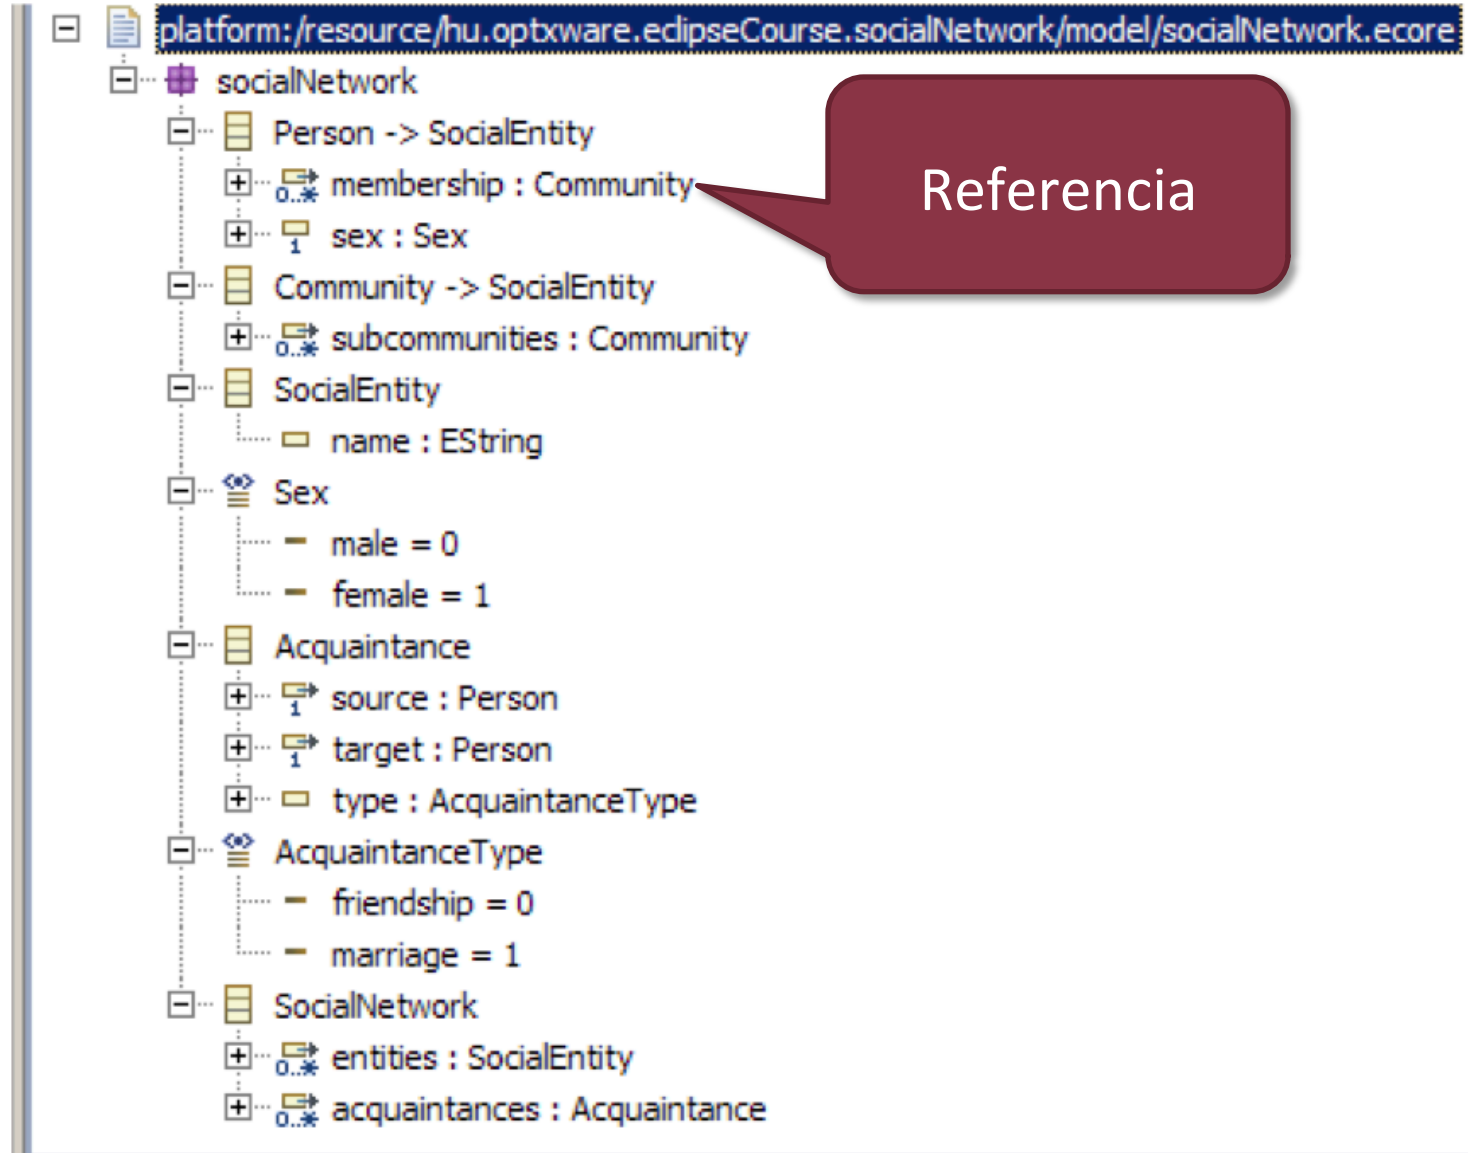 platform:/resource/hu.optxware.eclipseCourse.socialNetwork/model/socialNetwork.ecore
socialNetwork
Person -> SocialEntity
0..* membership : Community
Referencia
1 sex : Sex
Community -> SocialEntity
0..* subcommunities : Community
SocialEntity
name : EString
Sex
male = 0
female = 1
Acquaintance
1 source : Person
1 target : Person
type : AcquaintanceType
AcquaintanceType
friendship = 0
marriage = 1
SocialNetwork
0..* entities : SocialEntity
0..* acquaintances : Acquaintance